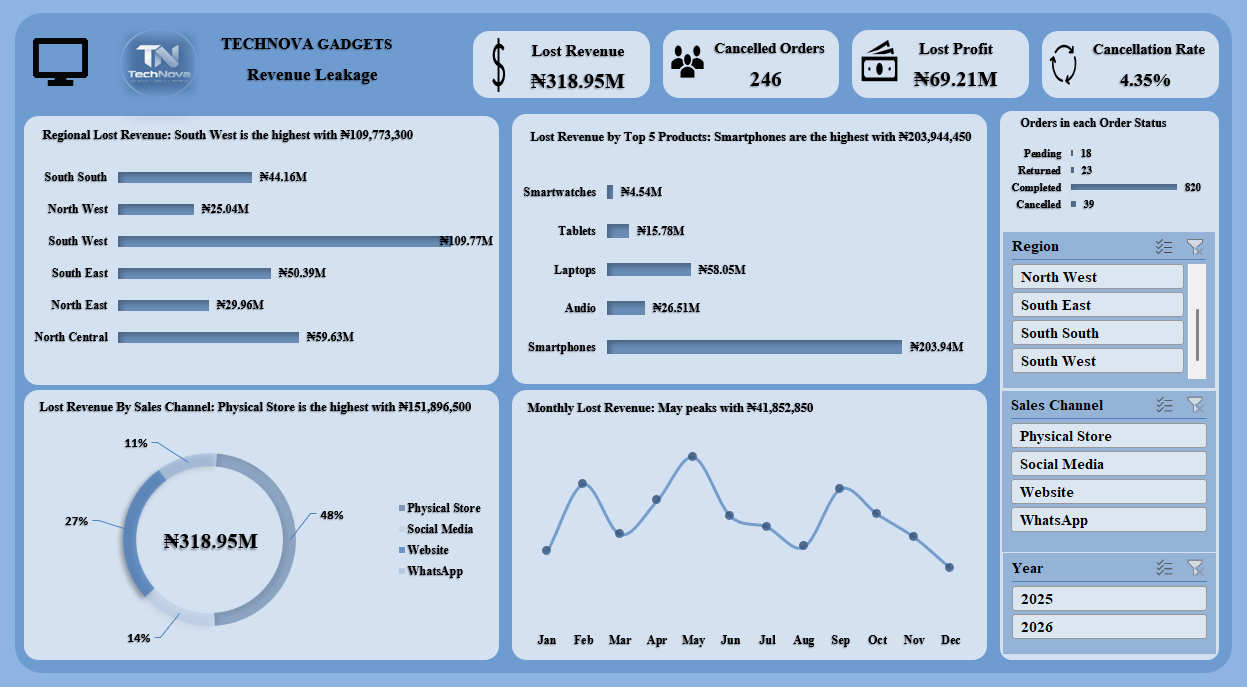 TN
TechNova
TECHNOVA GADGETS
Revenue Leakage
Lost Revenue
₦318.95M
Cancelled Orders
246
Lost Profit
₦69.21M
Cancellation Rate
4.35%
Regional Lost Revenue: South West is the highest with ₦109,773,300
South South ₦44.16M
North West ₦25.04M
South West ₦109.77M
South East ₦50.39M
North East ₦29.96M
North Central ₦59.63M
Lost Revenue by Top 5 Products: Smartphones are the highest with ₦203,944,450
Smartwatches ₦4.54M
Tablets ₦15.78M
Laptops ₦58.05M
Audio ₦26.51M
Smartphones ₦203.94M
Orders in each Order Status
Pending 18
Returned 23
Completed 820
Cancelled 39
Region
North West
South East
South South
South West
Lost Revenue By Sales Channel: Physical Store is the highest with ₦151,896,500
11%
27%
₦318.95M
48%
14%
Physical Store
Social Media
Website
WhatsApp
Monthly Lost Revenue: May peaks with ₦41,852,850
Jan Feb Mar Apr May Jun Jul Aug Sep Oct Nov Dec
Sales Channel
Physical Store
Social Media
Website
WhatsApp
Year
2025
2026